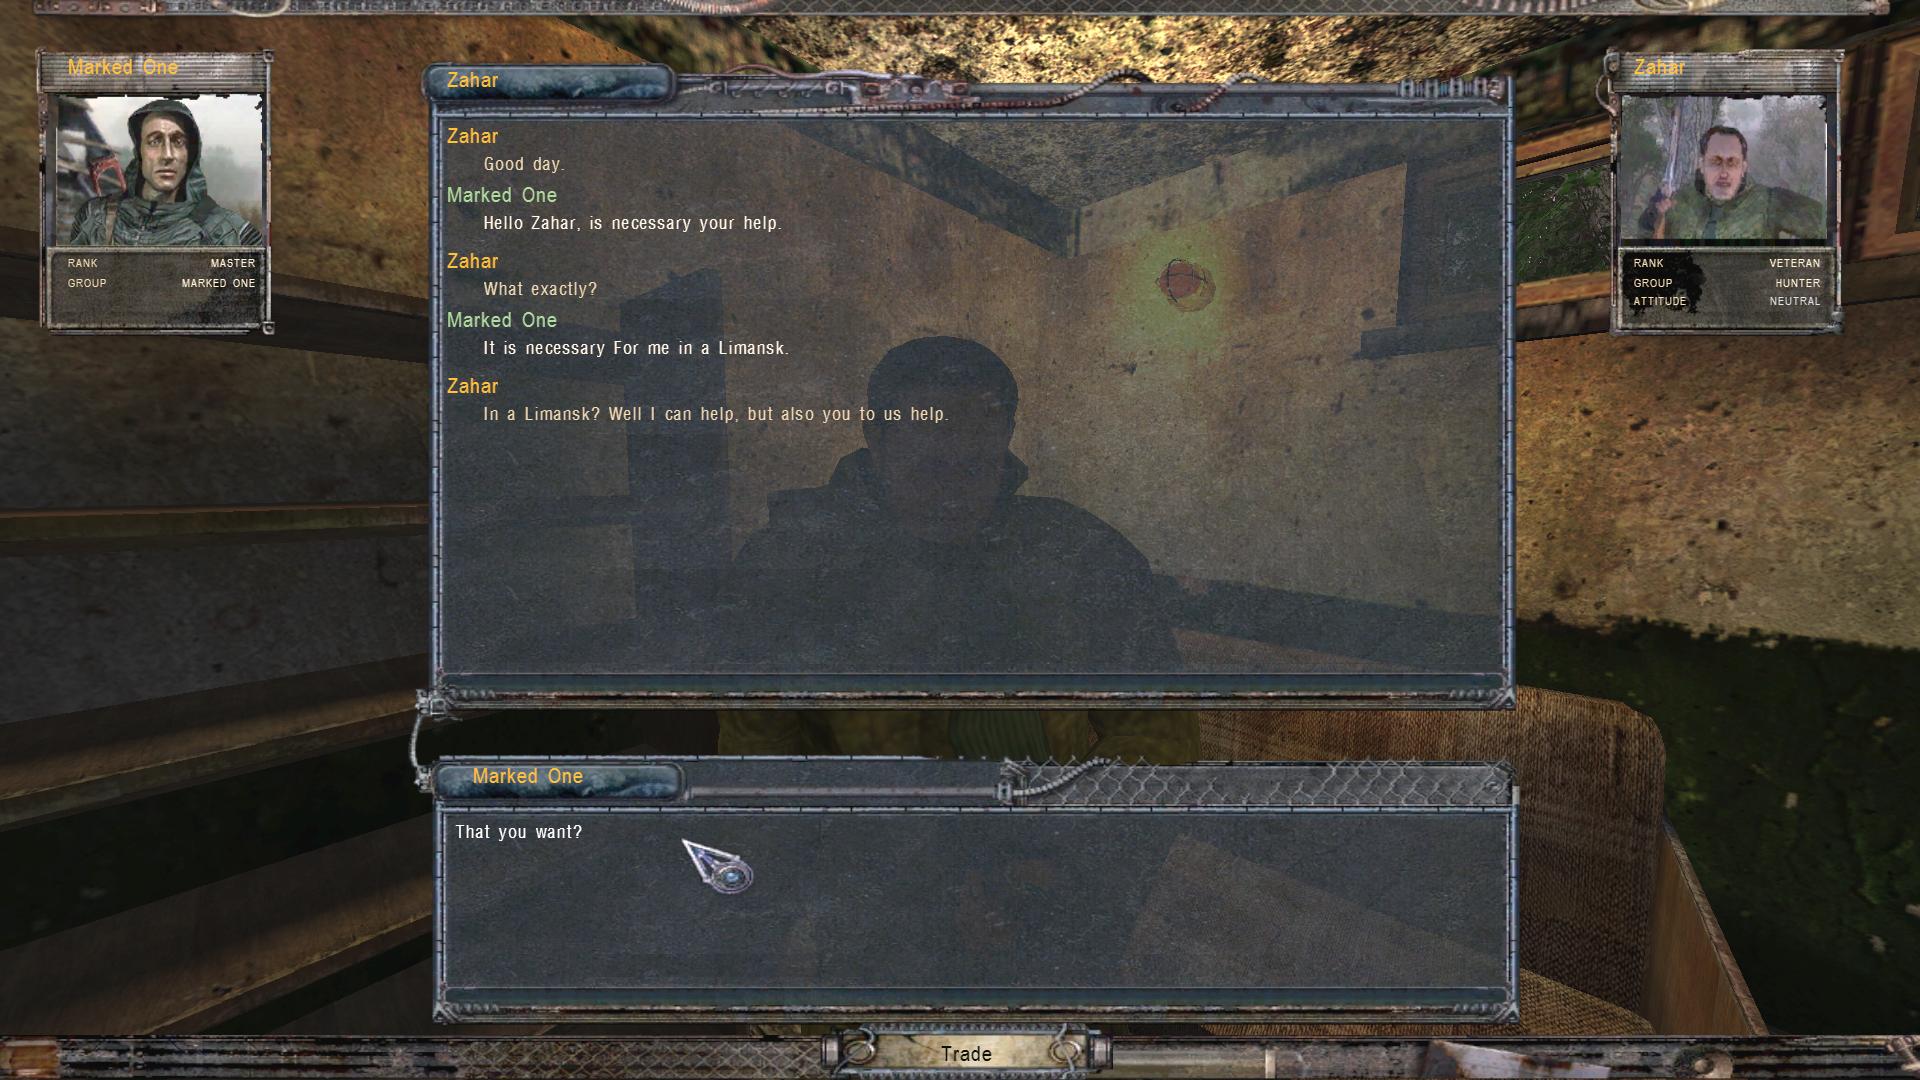 Marked One
RANK MASTER
GROUP MARKED ONE
Zahar
Zahar
Good day.
Marked One
Hello Zahar, is necessary your help.
Zahar
What exactly?
Marked One
It is necessary For me in a Limansk.
Zahar
In a Limansk? Well I can help, but also you to us help.
Zahar
RANK VETERAN
GROUP HUNTER
ATTITUDE NEUTRAL
Marked One
That you want?
Trade